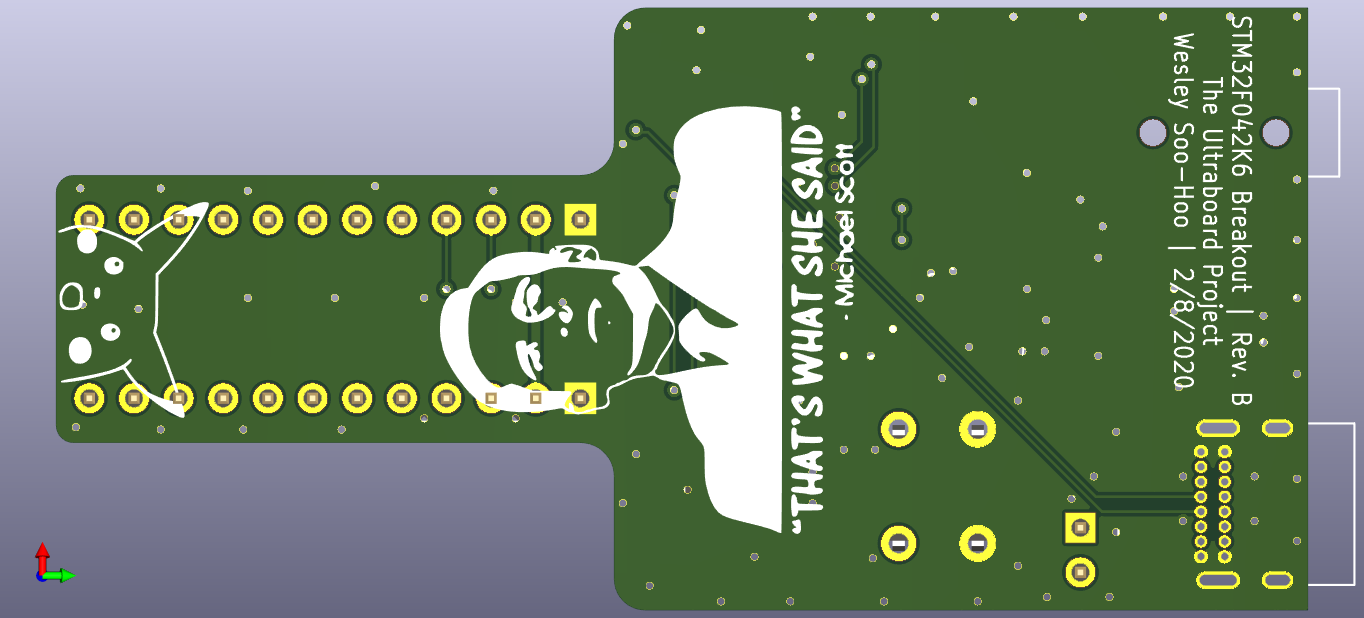 STM32F042K6 Breakout | Rev. B
The Ultraboard Project
Wesley Soo-Hoo | 2/8/2020
"THAT'S WHAT SHE SAID"
- Michael Scott